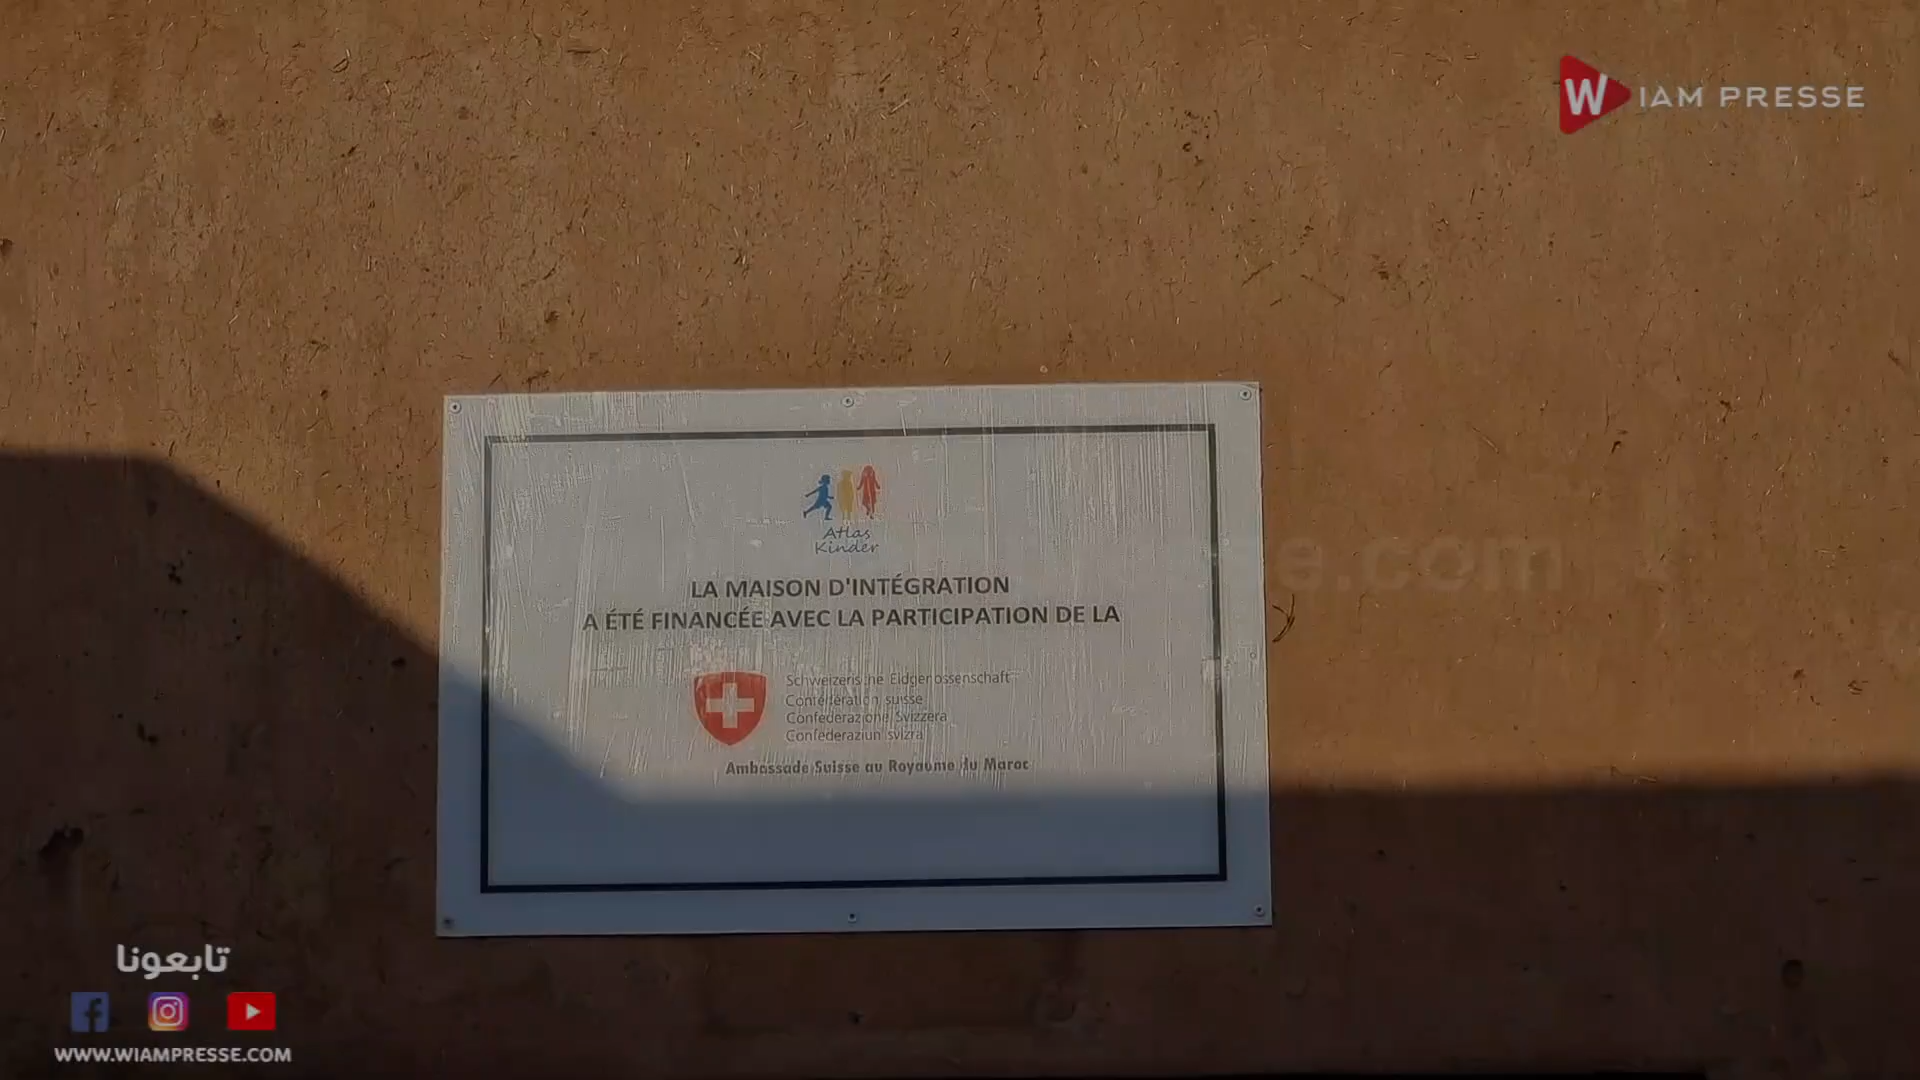 WIAM PRESSE
Atlas
Kinder
LA MAISON D'INTÉGRATION
A ÉTÉ FINANCÉE AVEC LA PARTICIPATION DE LA
Schweizerische Eidgenossenschaft
Confédération suisse
Confederazione Svizzera
Confederaziun svizra
Ambassade Suisse au Royaume du Maroc
تابعونا
WWW.WIAMPRESSE.COM